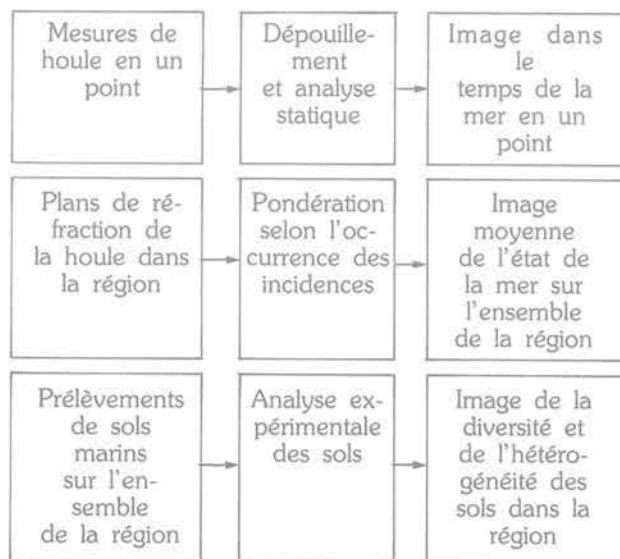 Mesures de
houle en un
point
Dépouille-
ment
et analyse
statique
Image dans
le
temps de la
mer en un
point
Plans de ré-
fraction de
la houle dans
la région
Pondération
selon l'oc-
currence des
incidences
Image
moyenne
de l'état de
la mer sur
l'ensemble
de la région
Prélèvements
de sols
marins
sur l'en-
semble
de la région
Analyse ex-
périmentale
des sols
Image de la
diversité et
de l'hétéro-
généité des
sols dans la
région